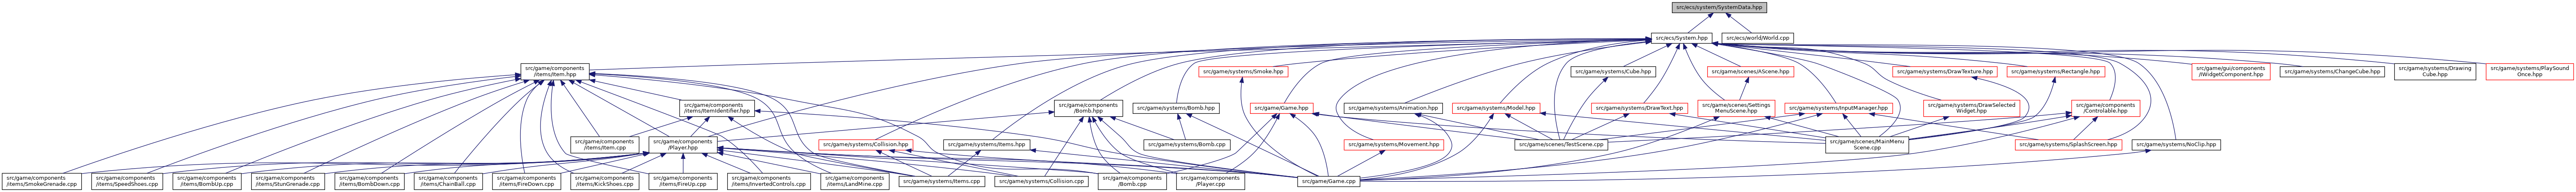 src/ecs/system/SystemData.hpp
src/ecs/System.hpp
src/ecs/world/World.cpp
src/game/components
/items/Item.hpp
src/game/systems/Smoke.hpp
src/game/systems/Cube.hpp
src/game/scenes/AScene.hpp
src/game/systems/DrawTexture.hpp
src/game/systems/Rectangle.hpp
src/game/gui/components
/IWidgetComponent.hpp
src/game/systems/ChangeCube.hpp
src/game/systems/Drawing
Cube.hpp
src/game/systems/PlaySound
Once.hpp
src/game/components
/items/ItemIdentifier.hpp
src/game/components
/Bomb.hpp
src/game/systems/Bomb.hpp
src/game/Game.hpp
src/game/systems/Animation.hpp
src/game/systems/Model.hpp
src/game/systems/DrawText.hpp
src/game/scenes/Settings
MenuScene.hpp
src/game/systems/InputManager.hpp
src/game/systems/DrawSelected
Widget.hpp
src/game/components
/Controlable.hpp
src/game/components
/items/Item.cpp
src/game/components
/Player.hpp
src/game/systems/Collision.hpp
src/game/systems/Items.hpp
src/game/systems/Bomb.cpp
src/game/systems/Movement.hpp
src/game/scenes/TestScene.cpp
src/game/scenes/MainMenu
Scene.cpp
src/game/systems/SplashScreen.hpp
src/game/systems/NoClip.hpp
src/game/components
/items/SmokeGrenade.cpp
src/game/components
/items/SpeedShoes.cpp
src/game/components
/items/BombUp.cpp
src/game/components
/items/StunGrenade.cpp
src/game/components
/items/BombDown.cpp
src/game/components
/items/ChainBall.cpp
src/game/components
/items/FireDown.cpp
src/game/components
/items/KickShoes.cpp
src/game/components
/items/FireUp.cpp
src/game/components
/items/InvertedControls.cpp
src/game/components
/items/LandMine.cpp
src/game/systems/Items.cpp
src/game/systems/Collision.cpp
src/game/components
/Bomb.cpp
src/game/components
/Player.cpp
src/game/Game.cpp